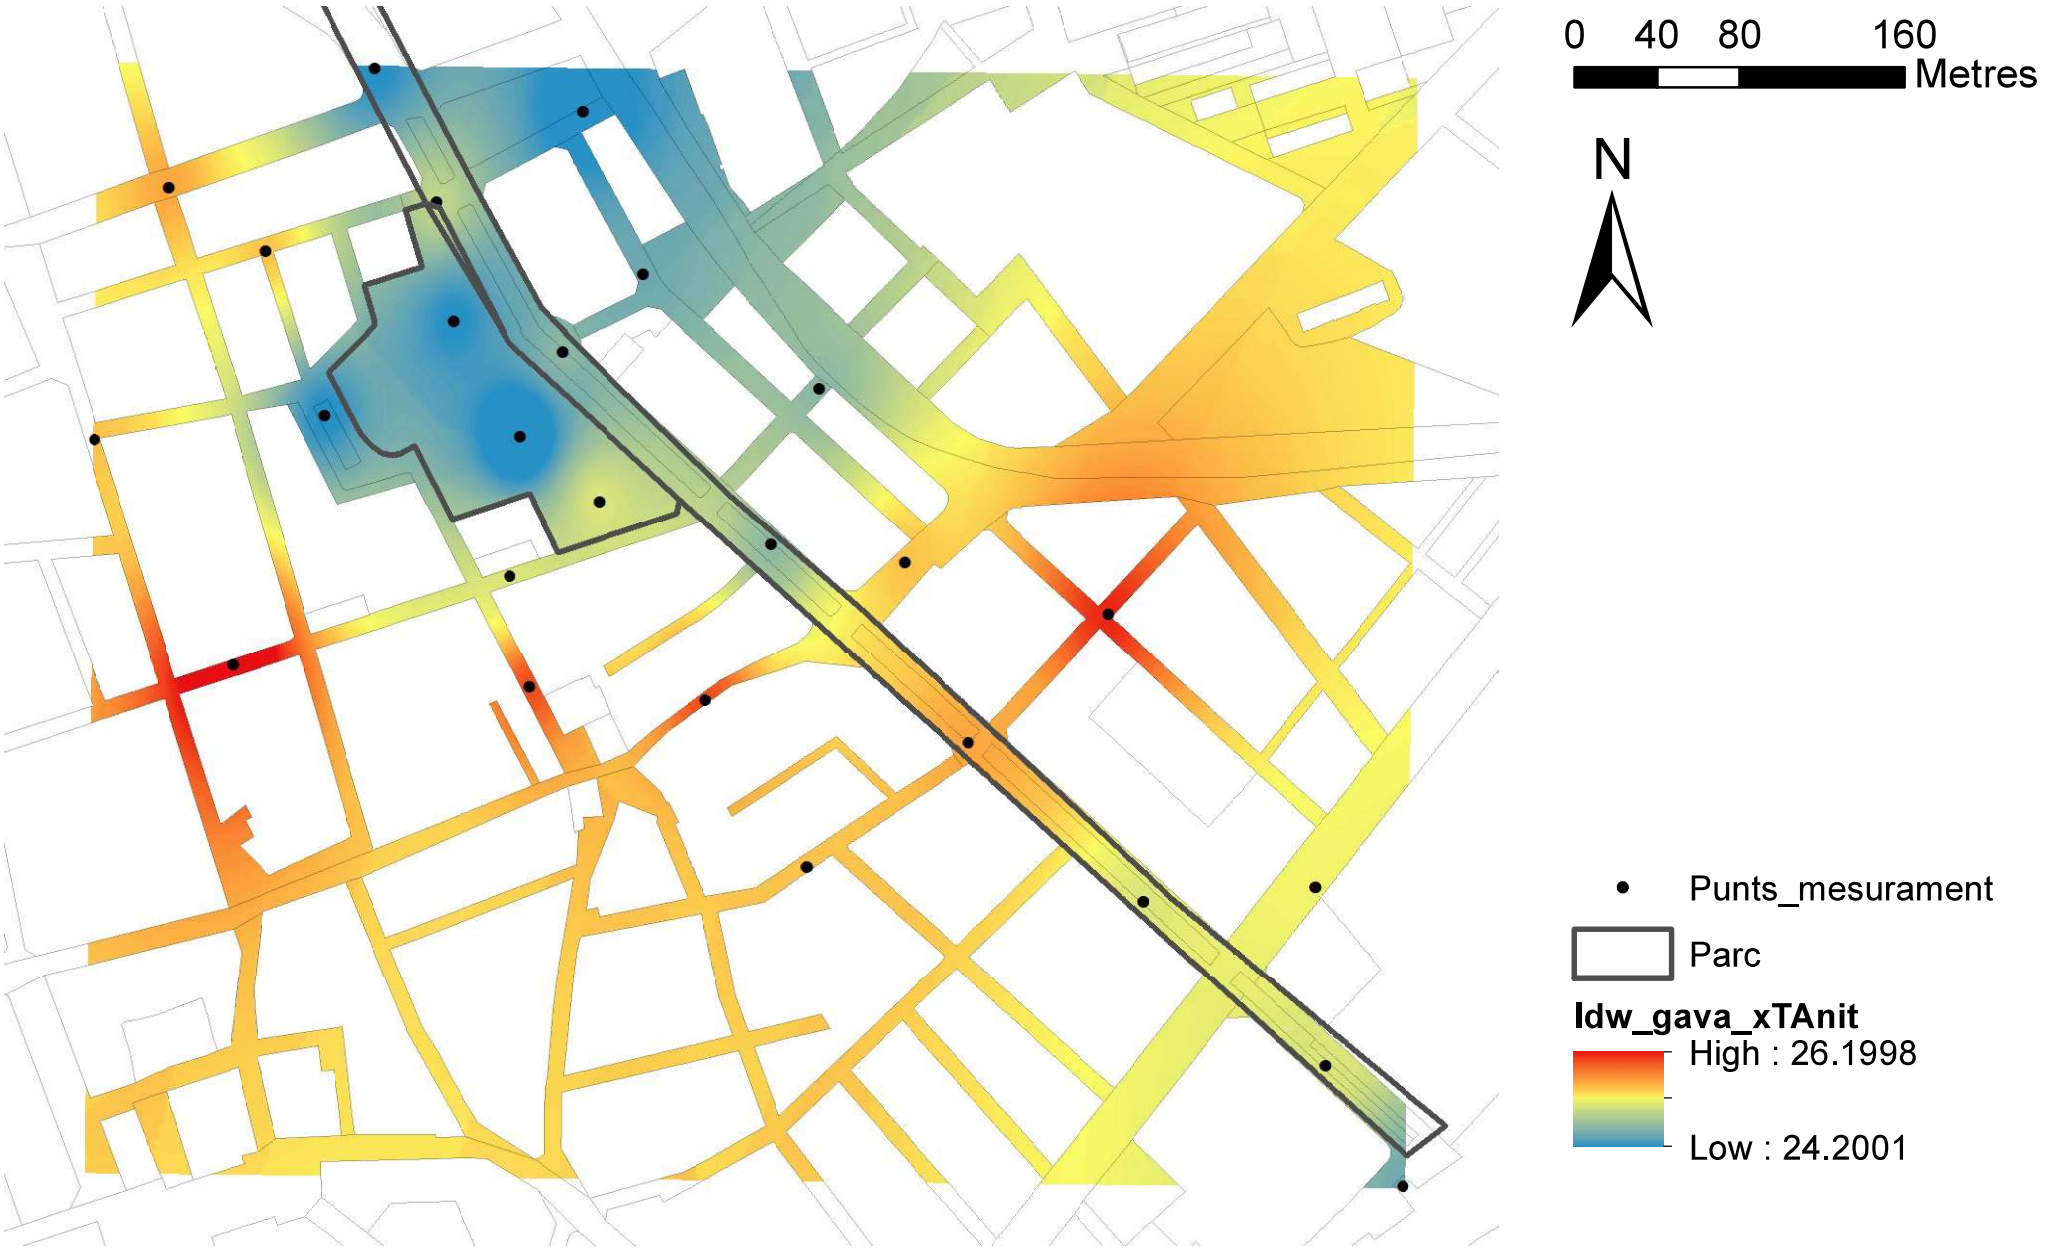 0 40 80 160
Metres
N
Punts_mesurament
Parc
Idw_gava_xTAnit
High : 26.1998
Low : 24.2001